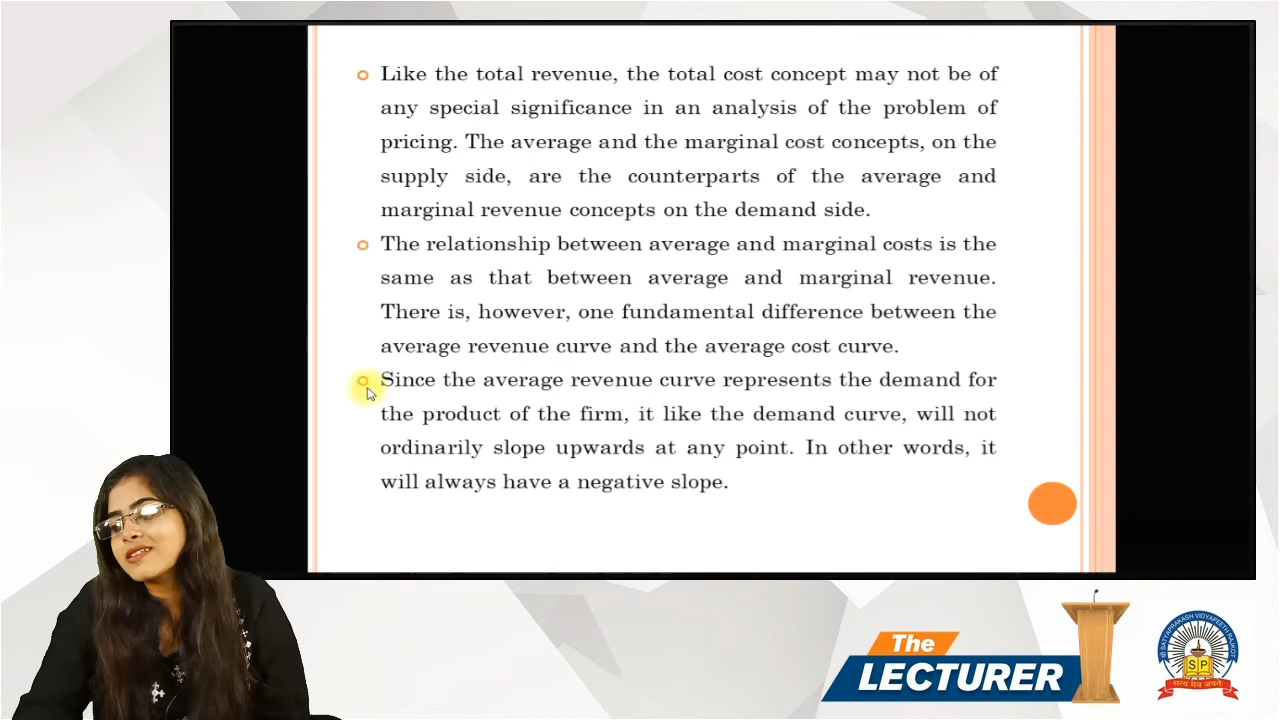 Like the total revenue, the total cost concept may not be of
any special significance in an analysis of the problem of
pricing. The average and the marginal cost concepts, on the
supply side, are the counterparts of the average and
marginal revenue concepts on the demand side.
The relationship between average and marginal costs is the
same as that between average and marginal revenue.
There is, however, one fundamental difference between the
average revenue curve and the average cost curve.
Since the average revenue curve represents the demand for
the product of the firm, it like the demand curve, will not
ordinarily slope upwards at any point. In other words, it
will always have a negative slope.
The
LECTURER
SATYAPRAKASH VIDYAPEETH RAJKOT
S P
सत्य मेव जयते